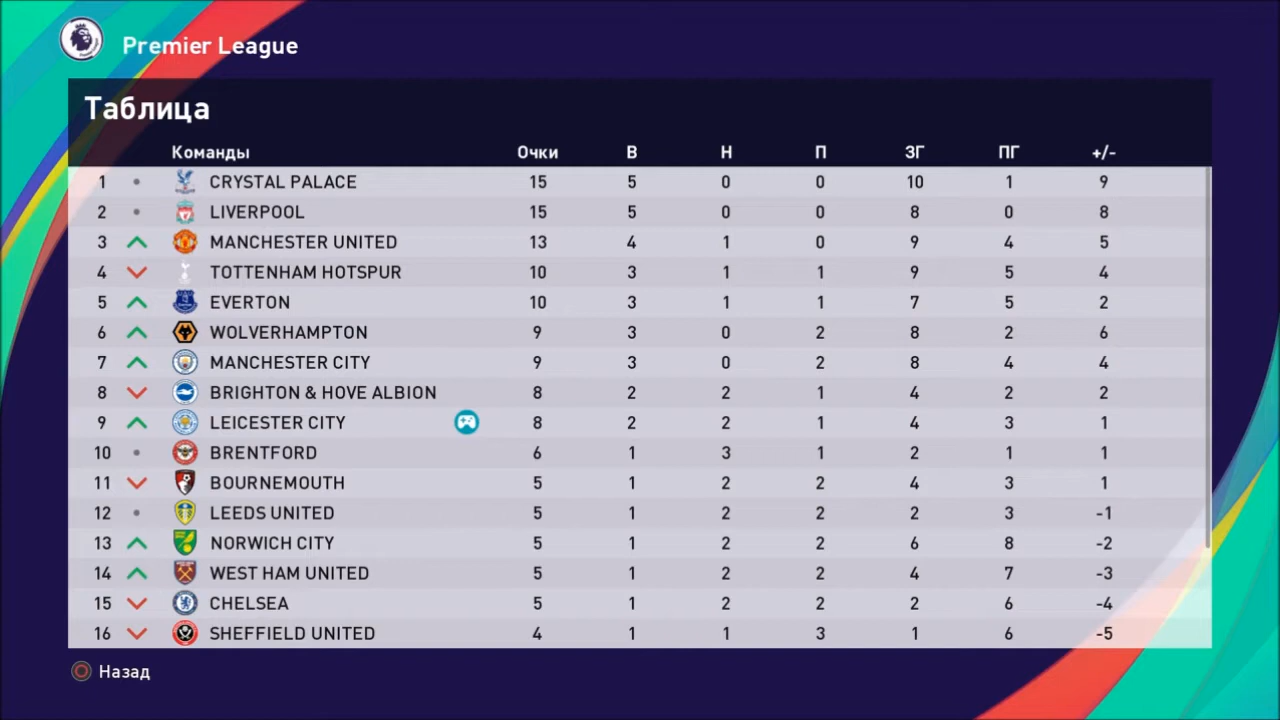 Premier League
Таблица
Команды Очки В Н П ЗГ ПГ +/-
1 CRYSTAL PALACE 15 5 0 0 10 1 9
2 LIVERPOOL 15 5 0 0 8 0 8
3 MANCHESTER UNITED 13 4 1 0 9 4 5
4 TOTTENHAM HOTSPUR 10 3 1 1 9 5 4
5 EVERTON 10 3 1 1 7 5 2
6 WOLVERHAMPTON 9 3 0 2 8 2 6
7 MANCHESTER CITY 9 3 0 2 8 4 4
8 BRIGHTON & HOVE ALBION 8 2 2 1 4 2 2
9 LEICESTER CITY 8 2 2 1 4 3 1
10 BRENTFORD 6 1 3 1 2 1 1
11 BOURNEMOUTH 5 1 2 2 4 3 1
12 LEEDS UNITED 5 1 2 2 2 3 -1
13 NORWICH CITY 5 1 2 2 6 8 -2
14 WEST HAM UNITED 5 1 2 2 4 7 -3
15 CHELSEA 5 1 2 2 2 6 -4
16 SHEFFIELD UNITED 4 1 1 3 1 6 -5
Назад